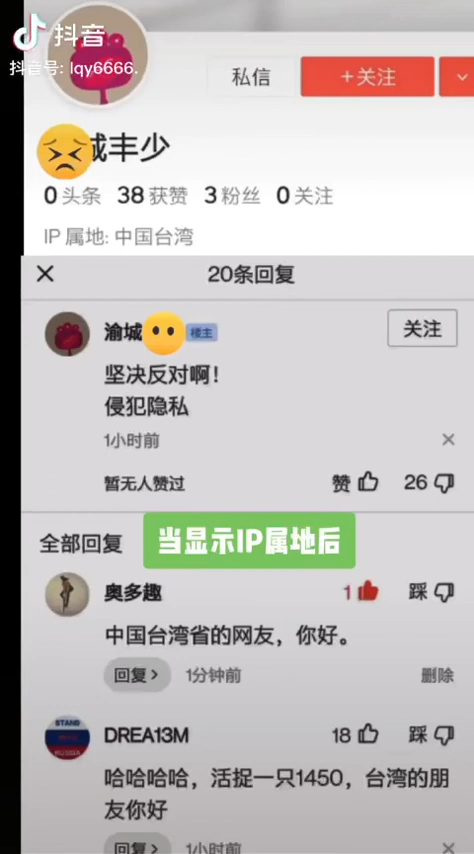 抖音
抖音号: lqy6666.
私信
+关注
城丰少
0头条 38获赞 3粉丝 0关注
IP 属地: 中国台湾
20条回复
渝城
楼主
关注
坚决反对啊！
侵犯隐私
1小时前
暂无人赞过
赞
26
全部回复
当显示IP属地后
奥多趣
1
踩
中国台湾省的网友，你好。
回复
1分钟前
删除
STAND
RUSSIA
DREA13M
18
踩
哈哈哈哈，活捉一只1450，台湾的朋
友你好
回复
1小时前